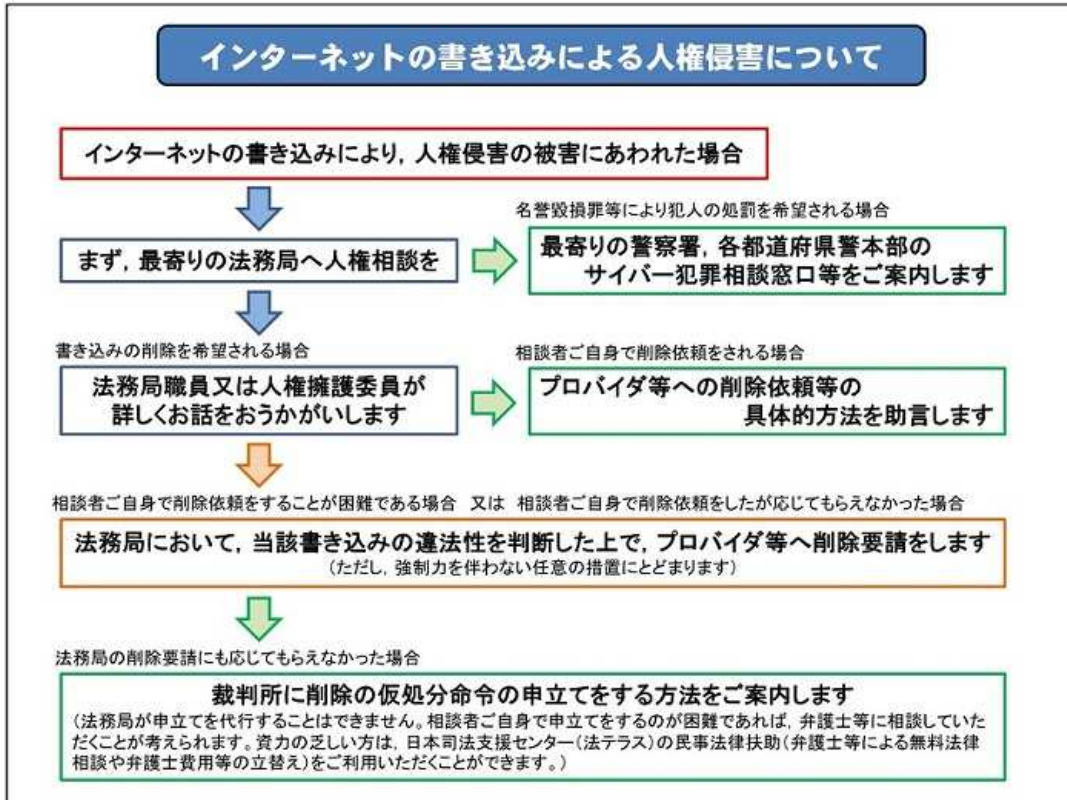 インターネットの書き込みによる人権侵害について
インターネットの書き込みにより，人権侵害の被害にあわれた場合
まず，最寄りの法務局へ人権相談を
名誉毀損罪等により犯人の処罰を希望される場合
最寄りの警察署，各都道府県警本部の
サイバー犯罪相談窓口等をご案内します
書き込みの削除を希望される場合
法務局職員又は人権擁護委員が
詳しくお話をおうかがいします
相談者ご自身で削除依頼をされる場合
プロバイダ等への削除依頼等の
具体的方法を助言します
相談者ご自身で削除依頼をすることが困難である場合　又は　相談者ご自身で削除依頼をしたが応じてもらえなかった場合
法務局において，当該書き込みの違法性を判断した上で，プロバイダ等へ削除要請をします
（ただし，強制力を伴わない任意の措置にとどまります）
法務局の削除要請にも応じてもらえなかった場合
裁判所に削除の仮処分命令の申立てをする方法をご案内します
（法務局が申立てを代行することはできません。相談者ご自身で申立てをするのが困難であれば，弁護士等に相談していた
だくことが考えられます。資力の乏しい方は，日本司法支援センター（法テラス）の民事法律扶助（弁護士等による無料法律
相談や弁護士費用等の立替え）をご利用いただくことができます。）